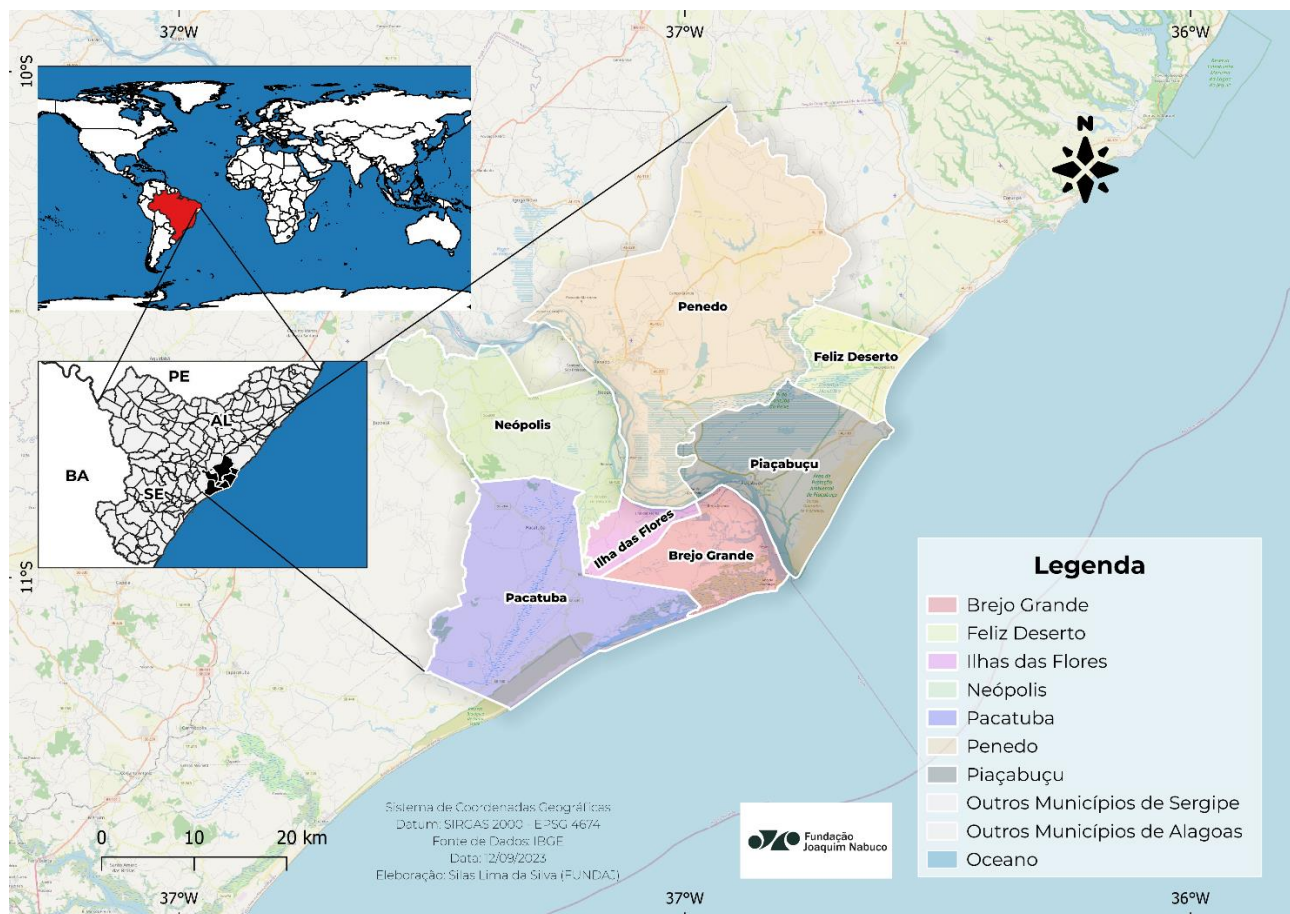 37°W
37°W
36°W
10°S
N
PE
AL
BA
SE
Penedo
Feliz Deserto
Neópolis
Piaçabuçu
Ilha das Flores
Brejo Grande
Pacatuba
11°S
11°S
Legenda
Brejo Grande
Feliz Deserto
Ilhas das Flores
Neópolis
Pacatuba
Penedo
Piaçabuçu
Outros Municípios de Sergipe
Outros Municípios de Alagoas
Oceano
Sistema de Coordenadas Geográficas
Datum: SIRGAS 2000 - EPSG 4674
Fonte de Dados: IBGE
Data: 12/09/2023
Eleboração: Silas Lima da Silva (FUNDAJ)
0 10 20 km
Fundação
Joaquim Nabuco
37°W
37°W
36°W